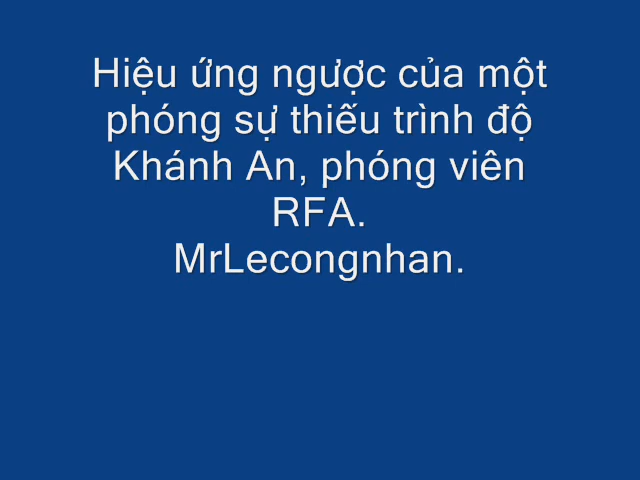 Hiệu ứng ngược của một
phóng sự thiếu trình độ
Khánh An, phóng viên
RFA.
MrLecongnhan.